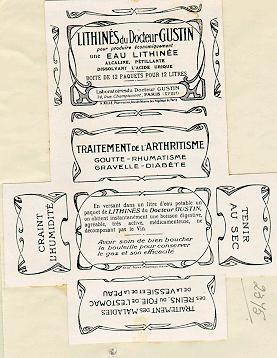 LITHINÉS du Docteur GUSTIN
pour produire économiquement
une EAU LITHINÉE
ALCALINE, PÉTILLANTE
DISSOLVANT L'ACIDE URIQUE
BOITE DE 12 PAQUETS POUR 12 LITRES
Laboratoires du Docteur GUSTIN
PARIS
TRAITEMENT DE L'ARTHRITISME
GOUTTE - RHUMATISME
GRAVELLE - DIABÈTE
CRAINT
L'HUMIDITÉ
En versant dans un litre d'eau potable un
paquet de LITHINÉS du Docteur GUSTIN,
on obtient instantanément une boisson digestive,
agréable, très active, médicamenteuse, ne
décomposant pas le Vin.
Avoir soin de bien boucher
la bouteille pour conserver
le gaz et son efficacité
TENIR
AU SEC
TRAITEMENT DES MALADIES
DES REINS DU FOIE DE L'ESTOMAC
DE LA VESSIE ET DE LA PEAU